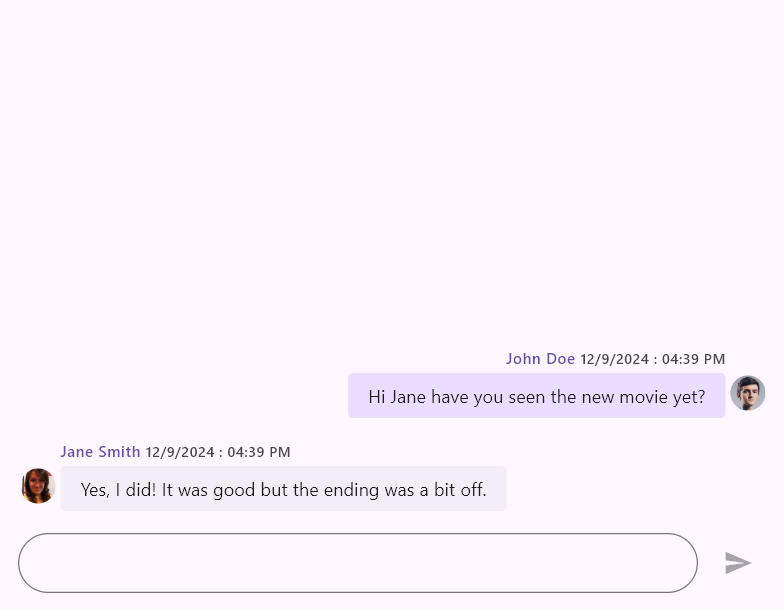 John Doe 12/9/2024 : 04:39 PM
Hi Jane have you seen the new movie yet?
Jane Smith 12/9/2024 : 04:39 PM
Yes, I did! It was good but the ending was a bit off.